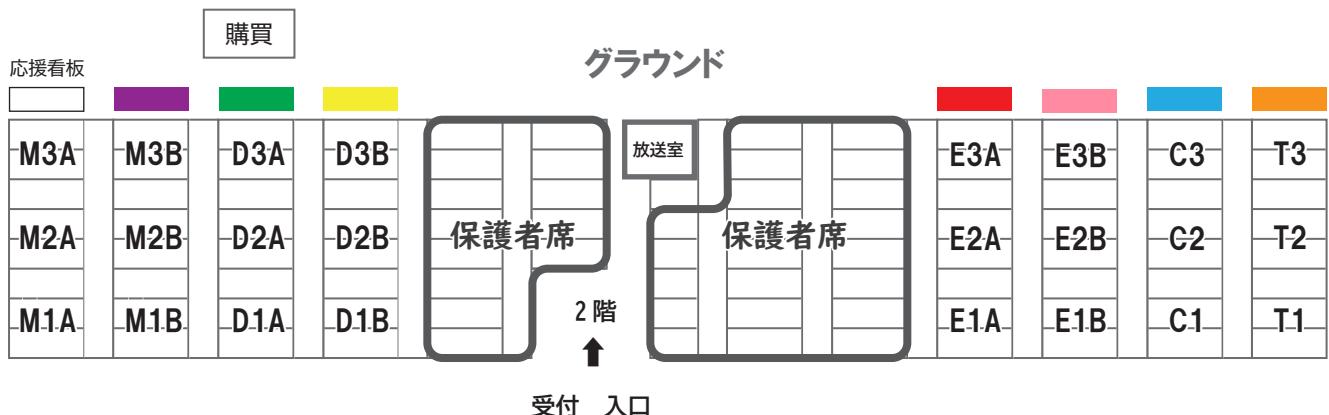 購買
グラウンド
応援看板
放送室
M3A M3B D3A D3B E3A E3B C3 T3
保護者席 保護者席
M2A M2B D2A D2B E2A E2B C2 T2
2階
M1A M1B D1A D1B E1A E1B C1 T1
受付 入口